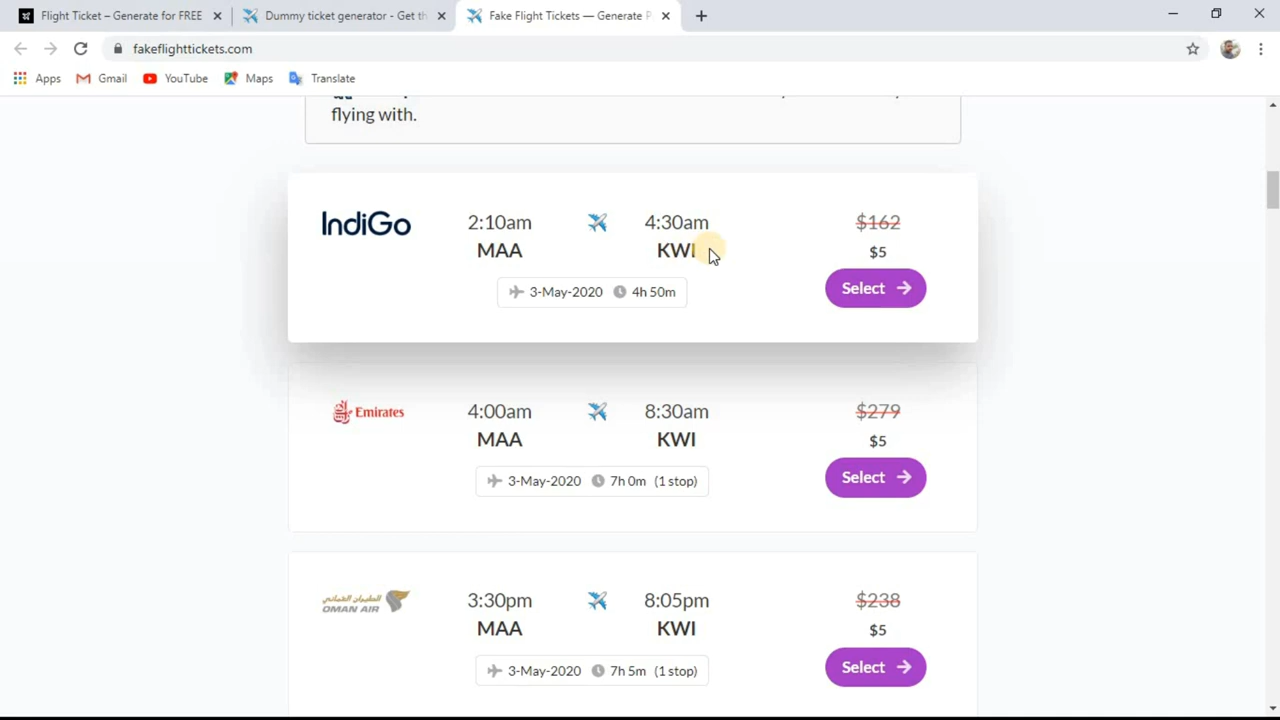 Flight Ticket – Generate for FREE
Dummy ticket generator - Get th
Fake Flight Tickets — Generate P
fakeflighttickets.com
Apps
Gmail
YouTube
Maps
Translate
flying with.
IndiGo
2:10am
4:30am
$162
MAA
KWI
$5
3-May-2020
4h 50m
Select
Emirates
4:00am
8:30am
$279
MAA
KWI
$5
3-May-2020
7h 0m (1 stop)
Select
الطيران العماني
OMAN AIR
3:30pm
8:05pm
$238
MAA
KWI
$5
3-May-2020
7h 5m (1 stop)
Select